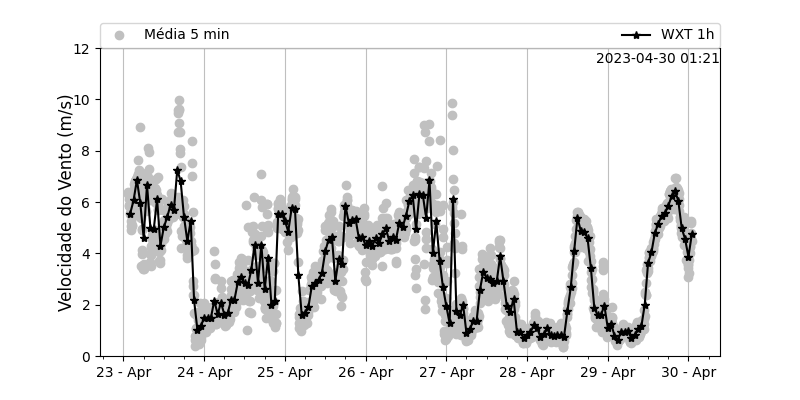 Média 5 min
WXT 1h
2023-04-30 01:21
Velocidade do Vento (m/s)
12
10
8
6
4
2
0
23 - Apr 24 - Apr 25 - Apr 26 - Apr 27 - Apr 28 - Apr 29 - Apr 30 - Apr